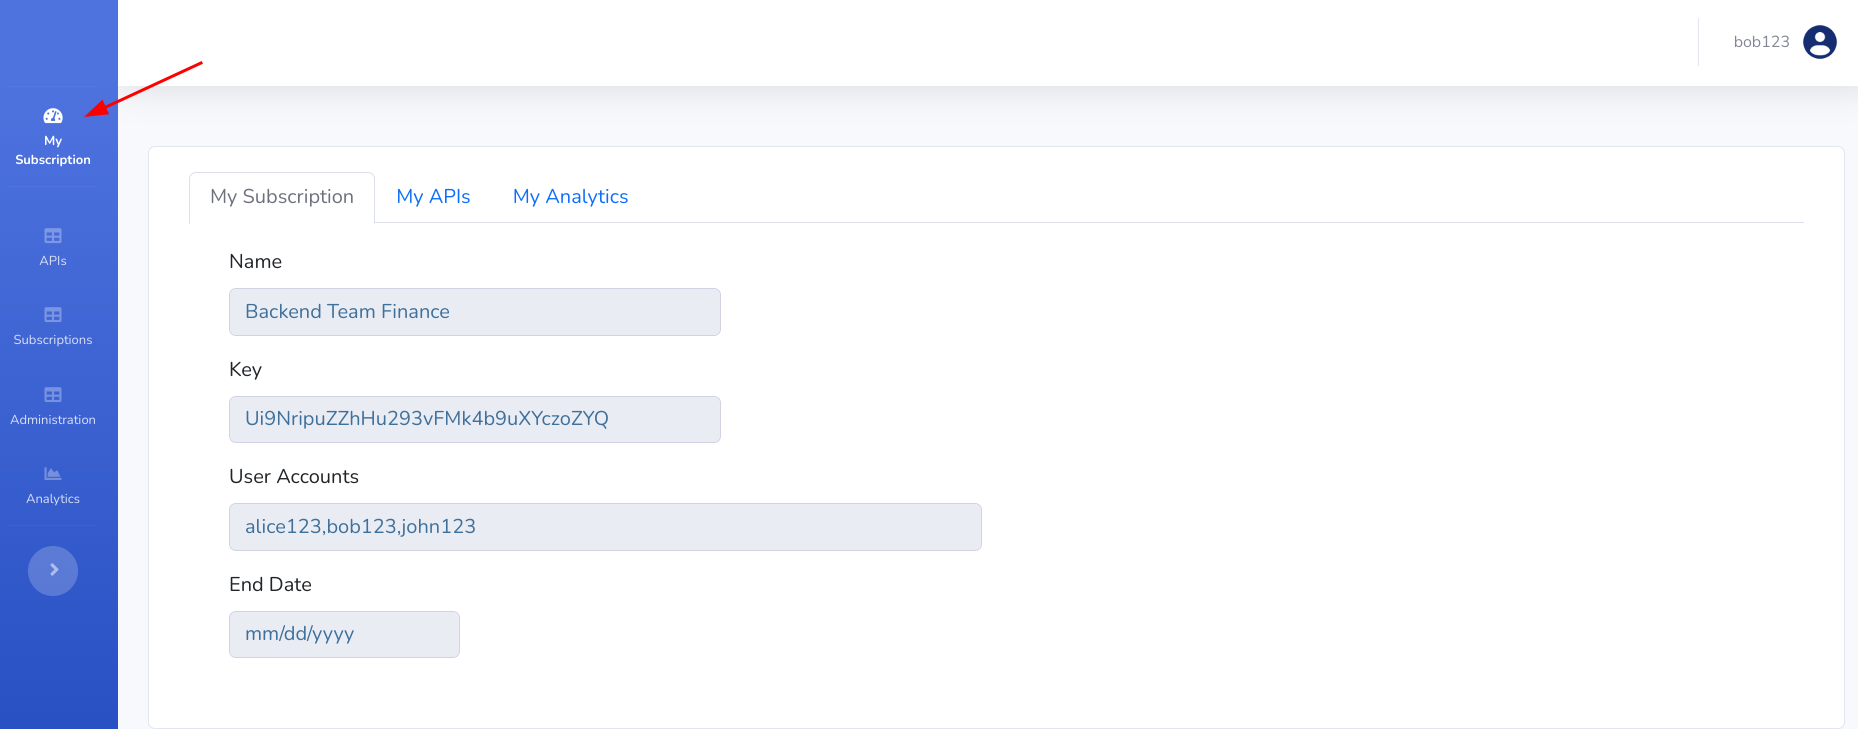 bob123
My
Subscription
APIs
Subscriptions
Administration
Analytics
My Subscription My APIs My Analytics
Name
Backend Team Finance
Key
Ui9NripuZZhHu293vFMk4b9uXYczoZYQ
User Accounts
alice123,bob123,john123
End Date
mm/dd/yyyy